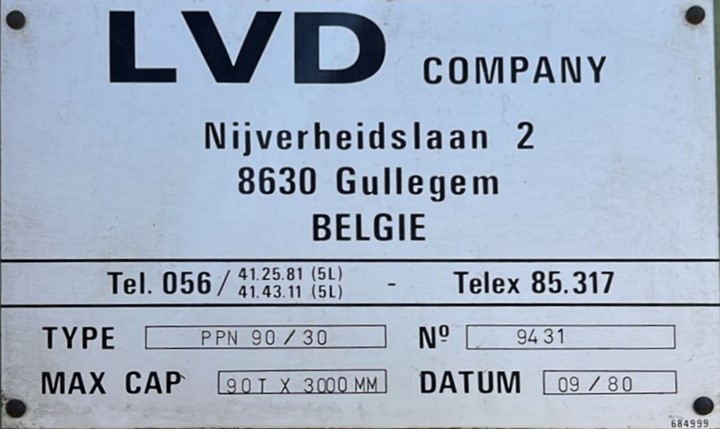 LVD COMPANY
Nijverheidslaan 2
8630 Gullegem
BELGIE
Tel. 056 / 41.25.81 (5L) - Telex 85.317
41.43.11 (5L)
TYPE PPN 90 / 30 Nº 9431
MAX CAP 90T X 3000 MM DATUM 09 / 80
684999